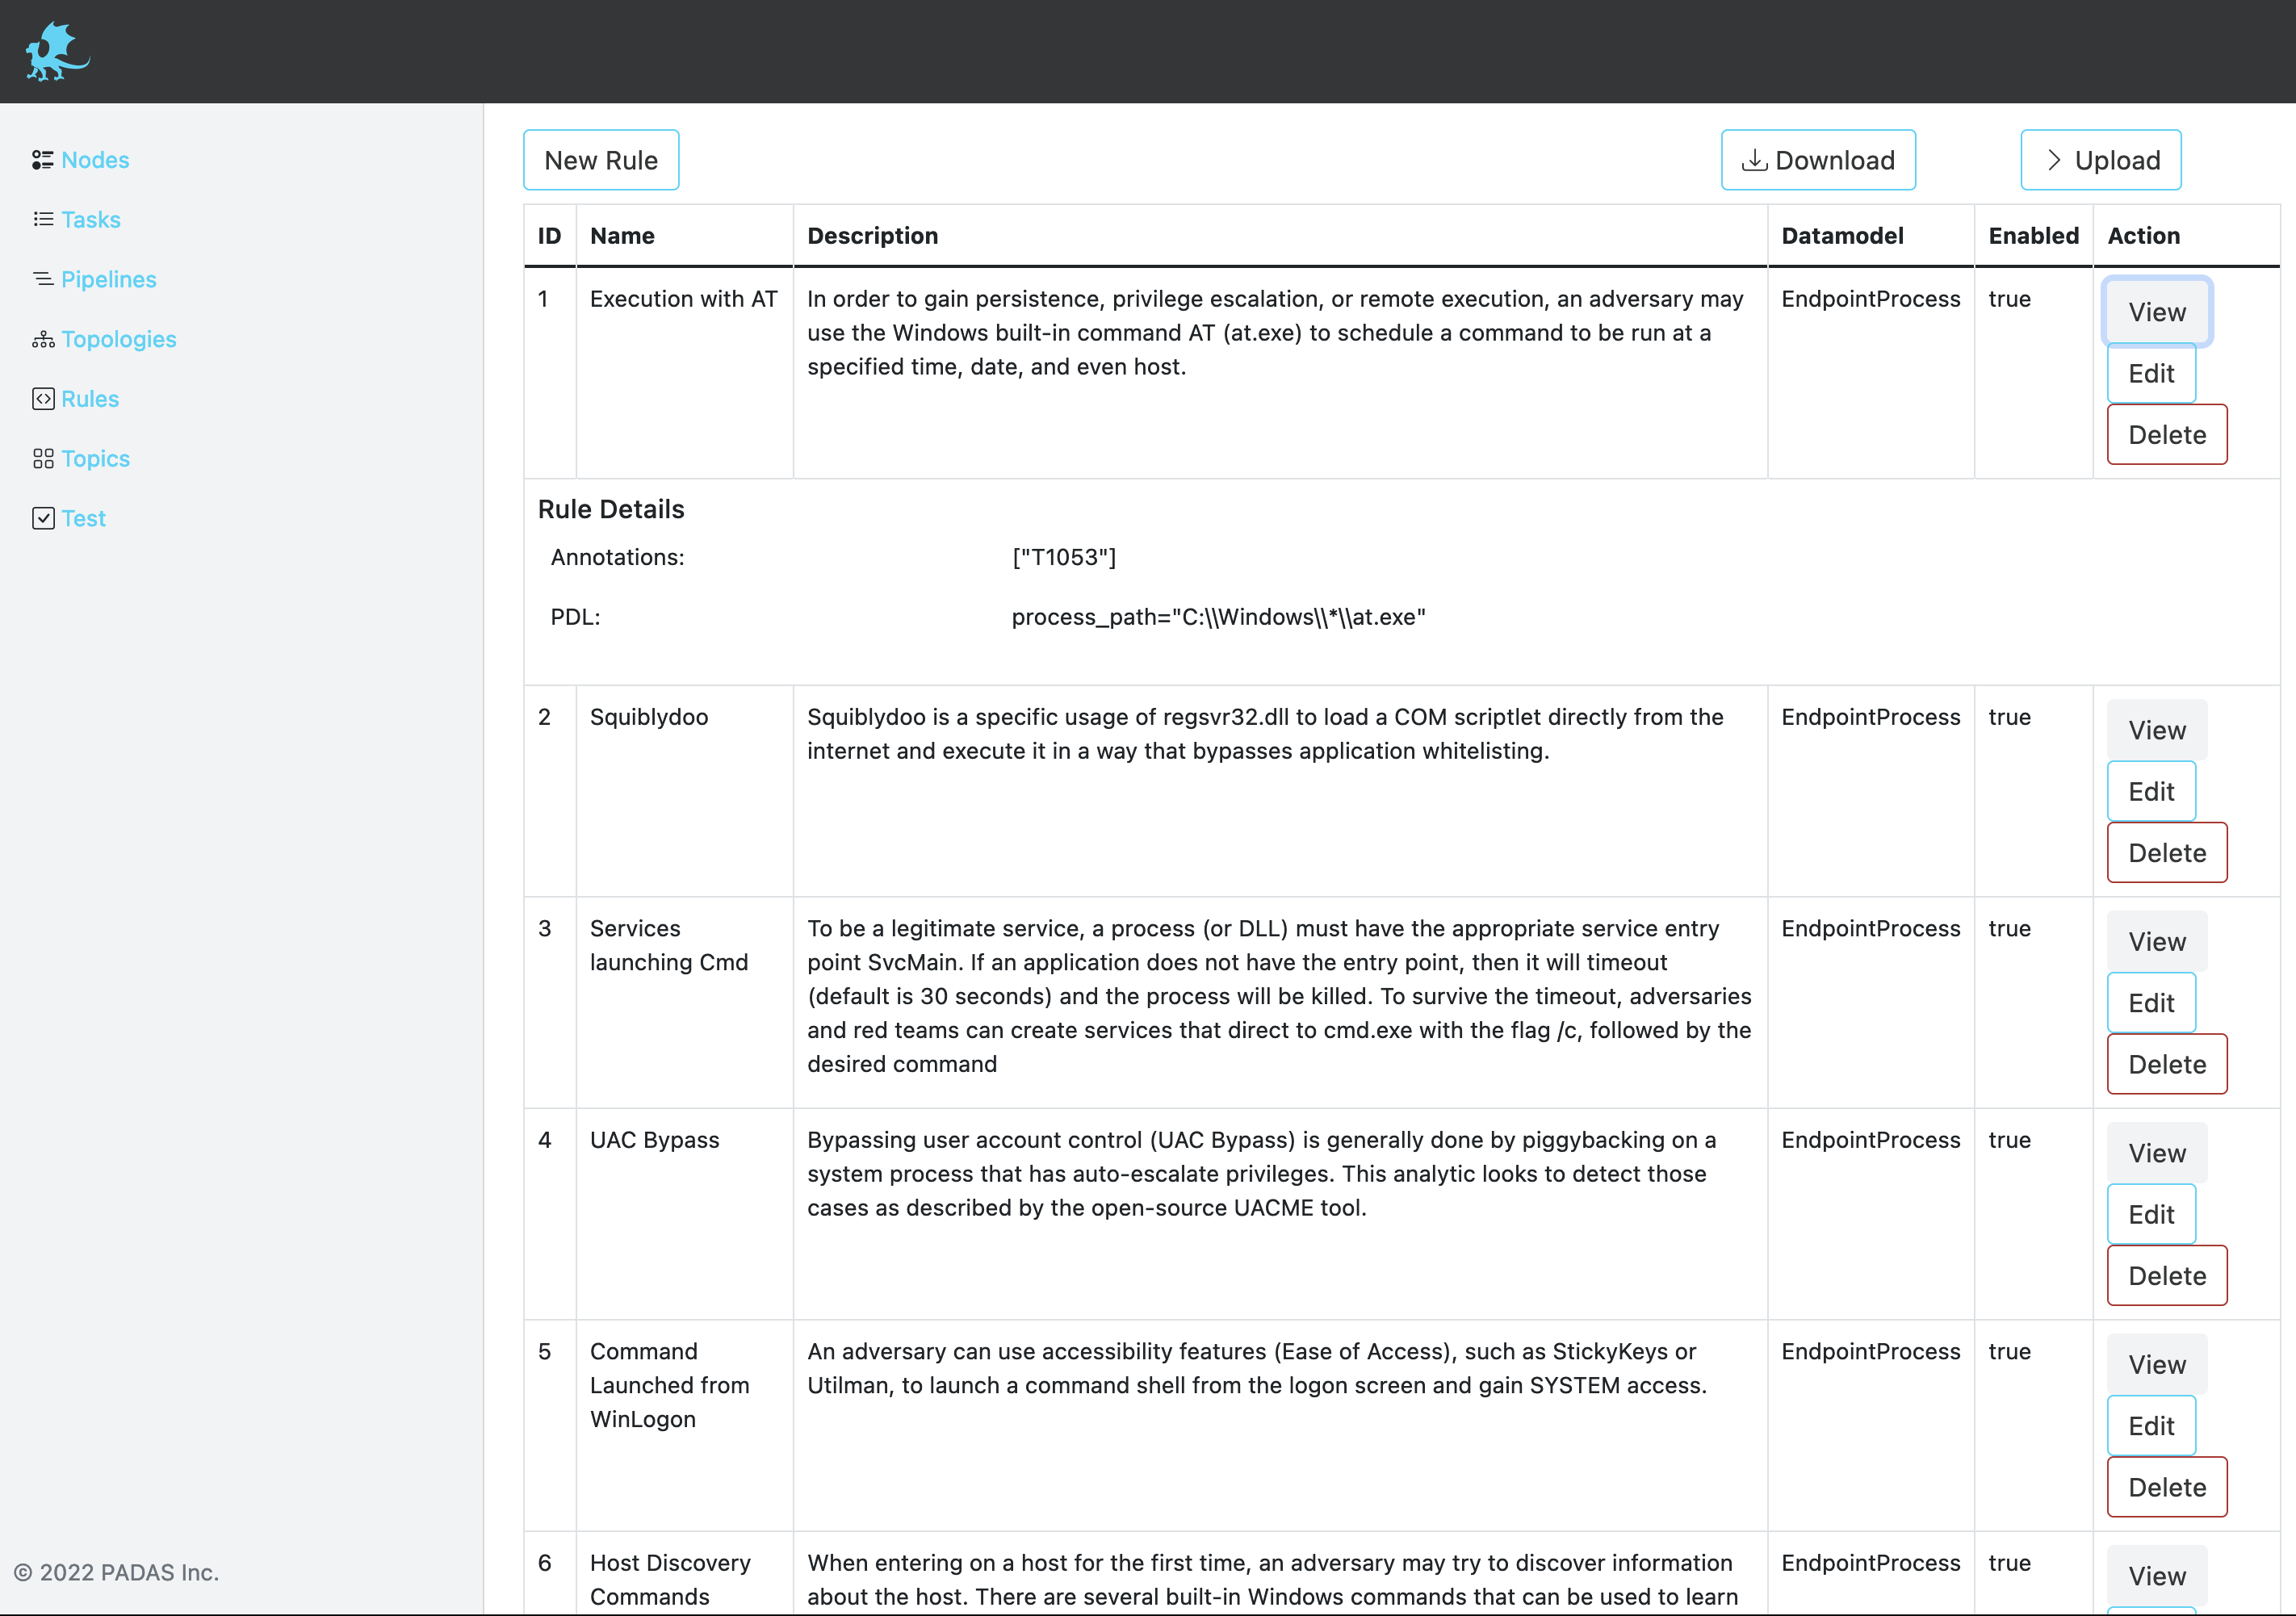 Nodes
Tasks
Pipelines
Topologies
Rules
Topics
Test
© 2022 PADAS Inc.
New Rule
Download
Upload
ID Name Description Datamodel Enabled Action
1 Execution with AT In order to gain persistence, privilege escalation, or remote execution, an adversary may EndpointProcess true View
use the Windows built-in command AT (at.exe) to schedule a command to be run at a
specified time, date, and even host.
Edit
Delete
Rule Details
Annotations: ["T1053"]
PDL: process_path="C:\\Windows\\*\\at.exe"
2 Squiblydoo Squiblydoo is a specific usage of regsvr32.dll to load a COM scriptlet directly from the EndpointProcess true View
internet and execute it in a way that bypasses application whitelisting.
Edit
Delete
3 Services To be a legitimate service, a process (or DLL) must have the appropriate service entry EndpointProcess true View
launching Cmd point SvcMain. If an application does not have the entry point, then it will timeout
(default is 30 seconds) and the process will be killed. To survive the timeout, adversaries Edit
and red teams can create services that direct to cmd.exe with the flag /c, followed by the
desired command Delete
4 UAC Bypass Bypassing user account control (UAC Bypass) is generally done by piggybacking on a EndpointProcess true View
system process that has auto-escalate privileges. This analytic looks to detect those
cases as described by the open-source UACME tool. Edit
Delete
5 Command An adversary can use accessibility features (Ease of Access), such as StickyKeys or EndpointProcess true View
Launched from Utilman, to launch a command shell from the logon screen and gain SYSTEM access.
WinLogon Edit
Delete
6 Host Discovery When entering on a host for the first time, an adversary may try to discover information EndpointProcess true View
Commands about the host. There are several built-in Windows commands that can be used to learn